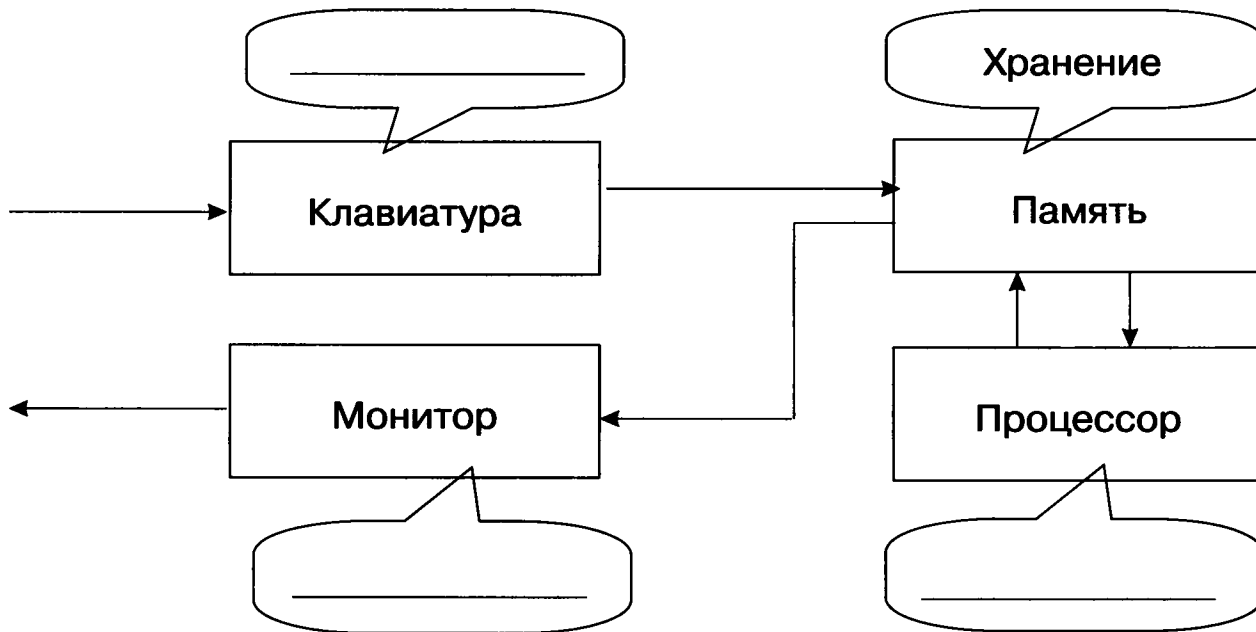 Хранение
Клавиатура
Память
Монитор
Процессор